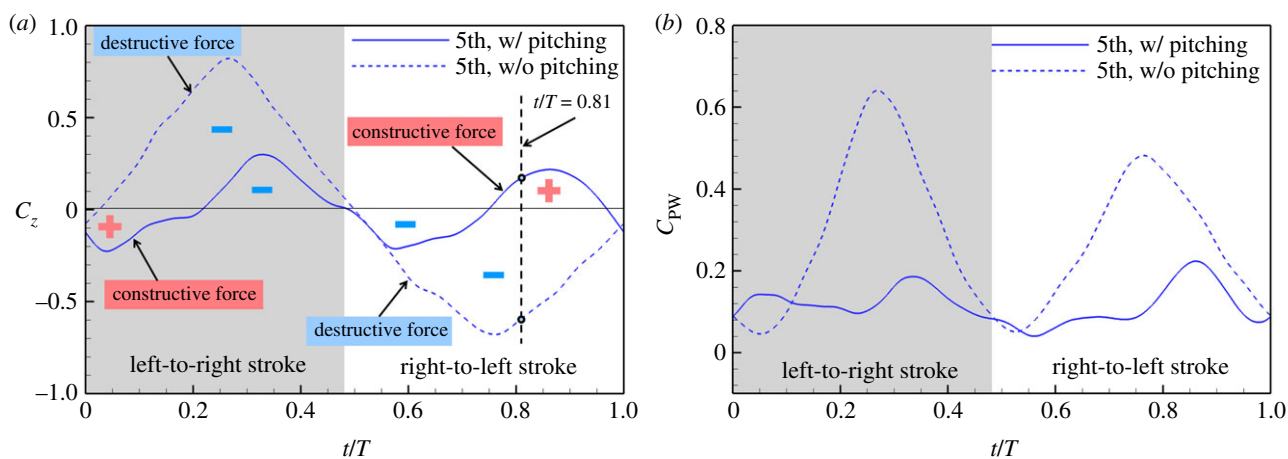 (a)
1.0
0.5
0
–0.5
–1.0
C_z
destructive force
5th, w/ pitching
5th, w/o pitching
t/T = 0.81
constructive force
–
–
–
–
+
+
constructive force
destructive force
left-to-right stroke
right-to-left stroke
0
0.2
0.4
0.6
0.8
1.0
t/T
(b)
0.8
0.6
0.4
0.2
0
C_PW
5th, w/ pitching
5th, w/o pitching
left-to-right stroke
right-to-left stroke
0
0.2
0.4
0.6
0.8
1.0
t/T